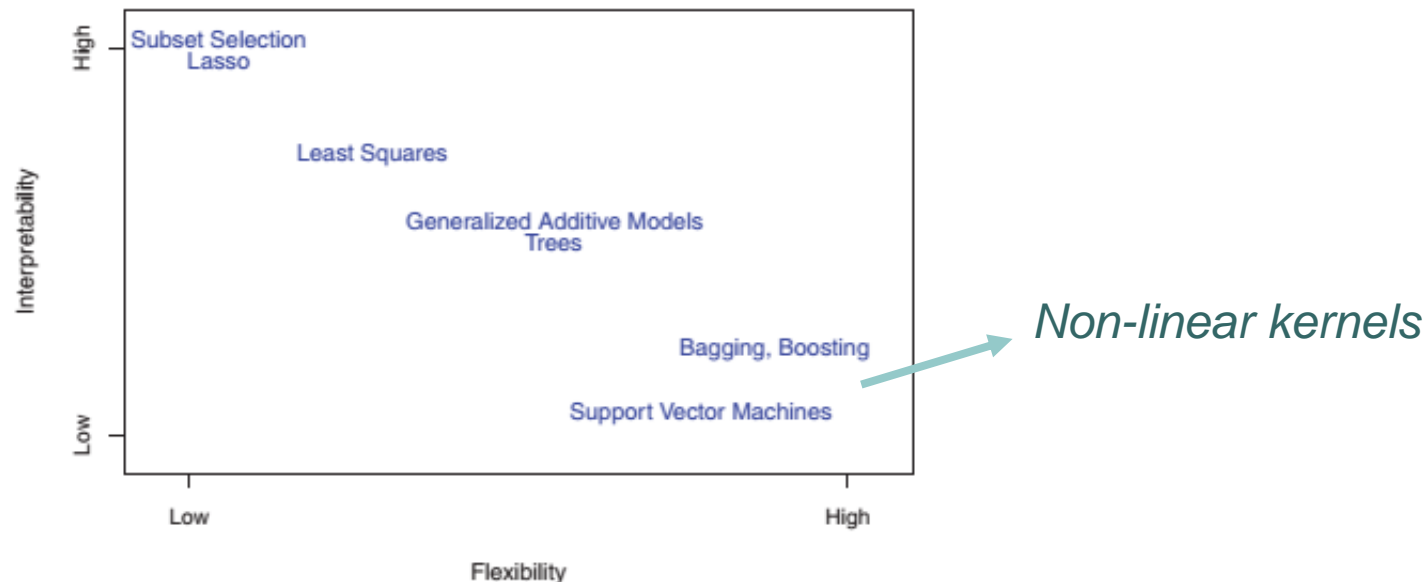 High
Subset Selection
Lasso
Least Squares
Interpretability
Generalized Additive Models
Trees
Non-linear kernels
Bagging, Boosting
Support Vector Machines
Low
Low
High
Flexibility